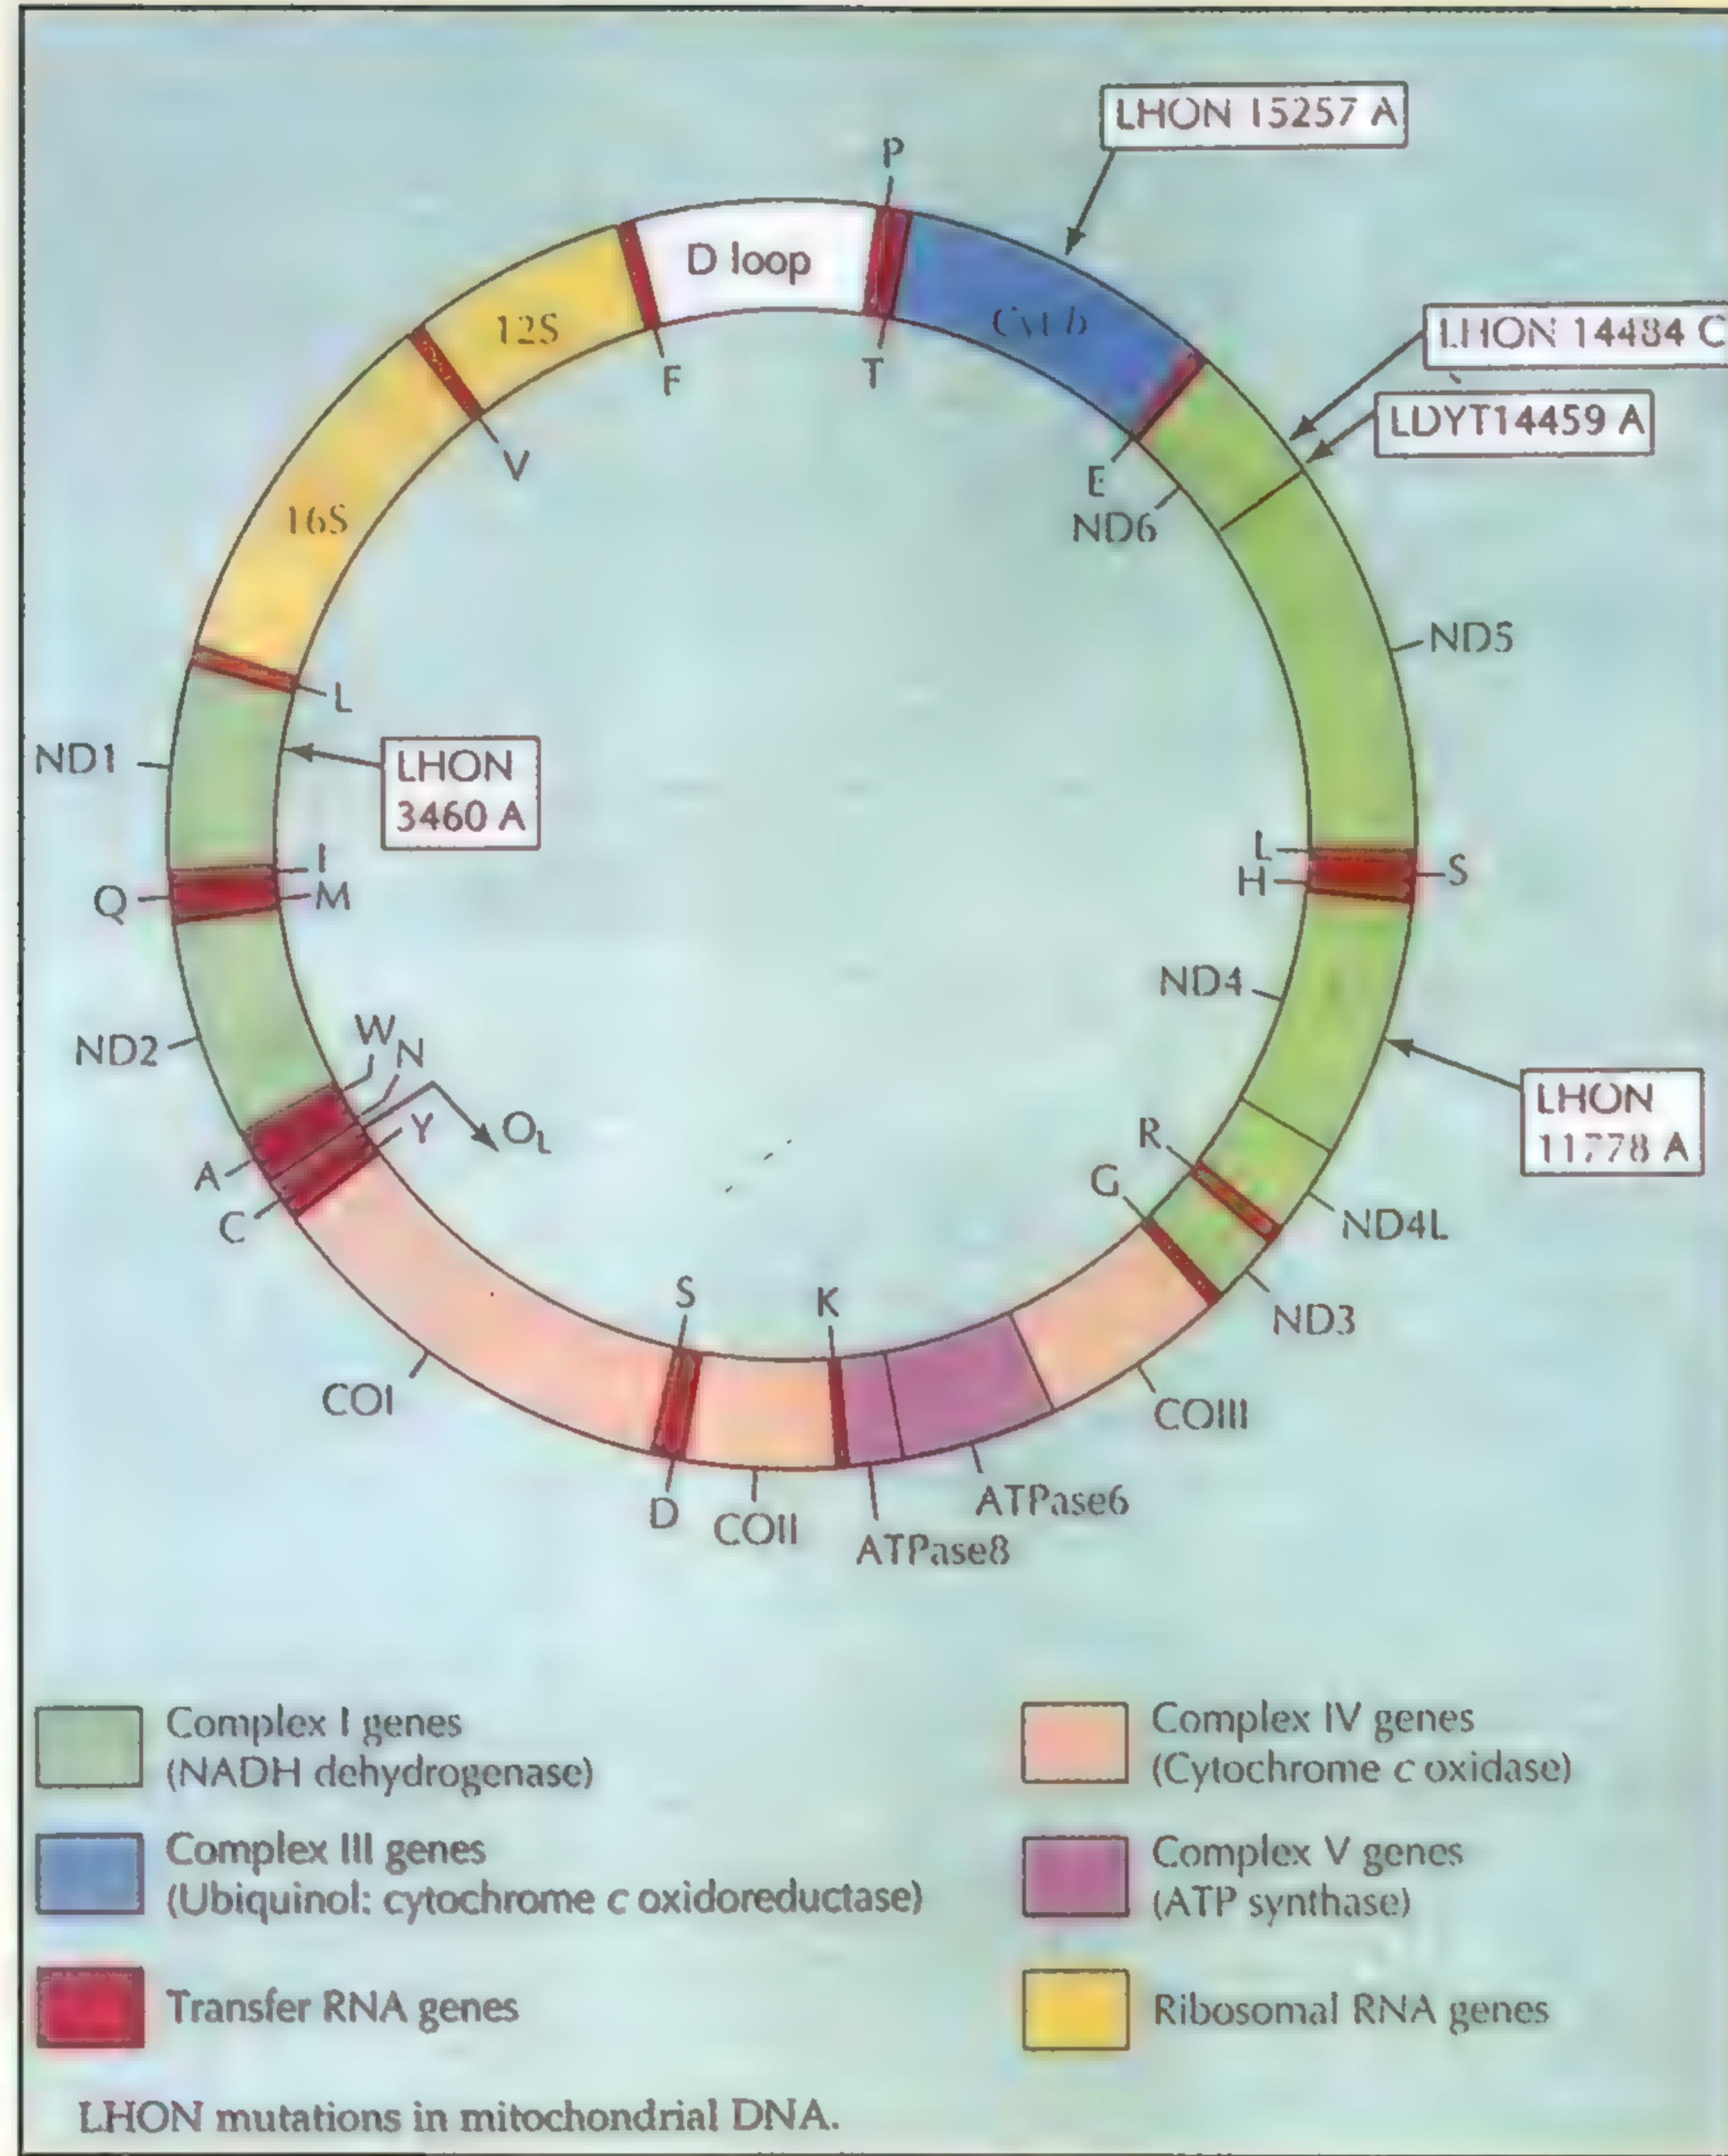 LHON 15257 A
P
D loop
Cyt b
LHON 14484 C
12S
F
T
LDYT14459 A
V
E
ND6
16S
ND5
L
ND1
LHON
3460 A
I
L
H
S
Q
M
ND4
W
N
ND2
LHON
11778 A
Y
O_L
R
A
G
C
ND4L
S
K
ND3
COI
COIII
D
COII
ATPase6
ATPase8
Complex I genes
(NADH dehydrogenase)
Complex III genes
(Ubiquinol: cytochrome c oxidoreductase)
Transfer RNA genes
Complex IV genes
(Cytochrome c oxidase)
Complex V genes
(ATP synthase)
Ribosomal RNA genes
LHON mutations in mitochondrial DNA.